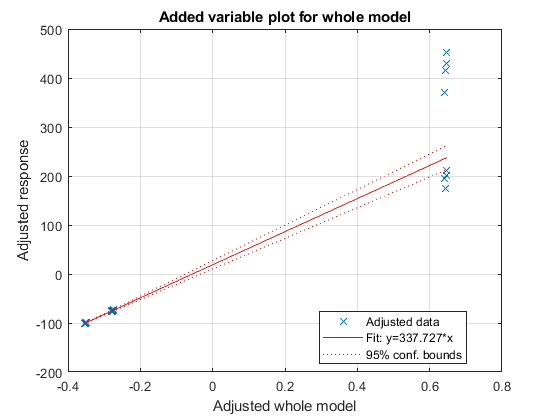 Added variable plot for whole model
500
400
300
200
100
0
-100
-200
Adjusted response
-0.4
-0.2
0
0.2
0.4
0.6
0.8
Adjusted whole model
Adjusted data
Fit: y=337.727*x
95% conf. bounds